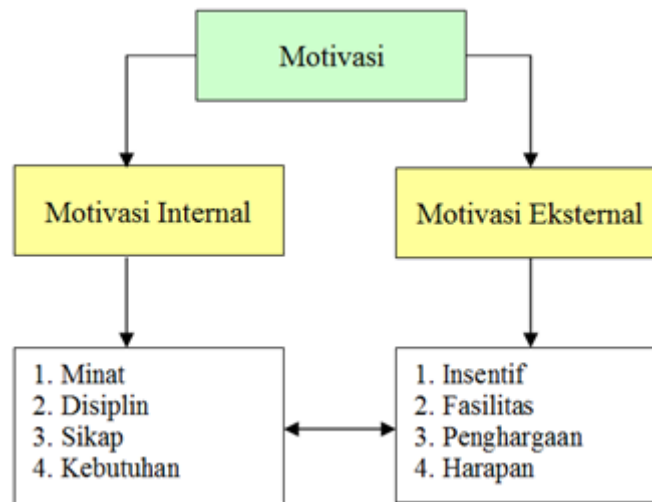 Motivasi
Motivasi Internal
Motivasi Eksternal
1. Minat
2. Disiplin
3. Sikap
4. Kebutuhan
1. Insentif
2. Fasilitas
3. Penghargaan
4. Harapan